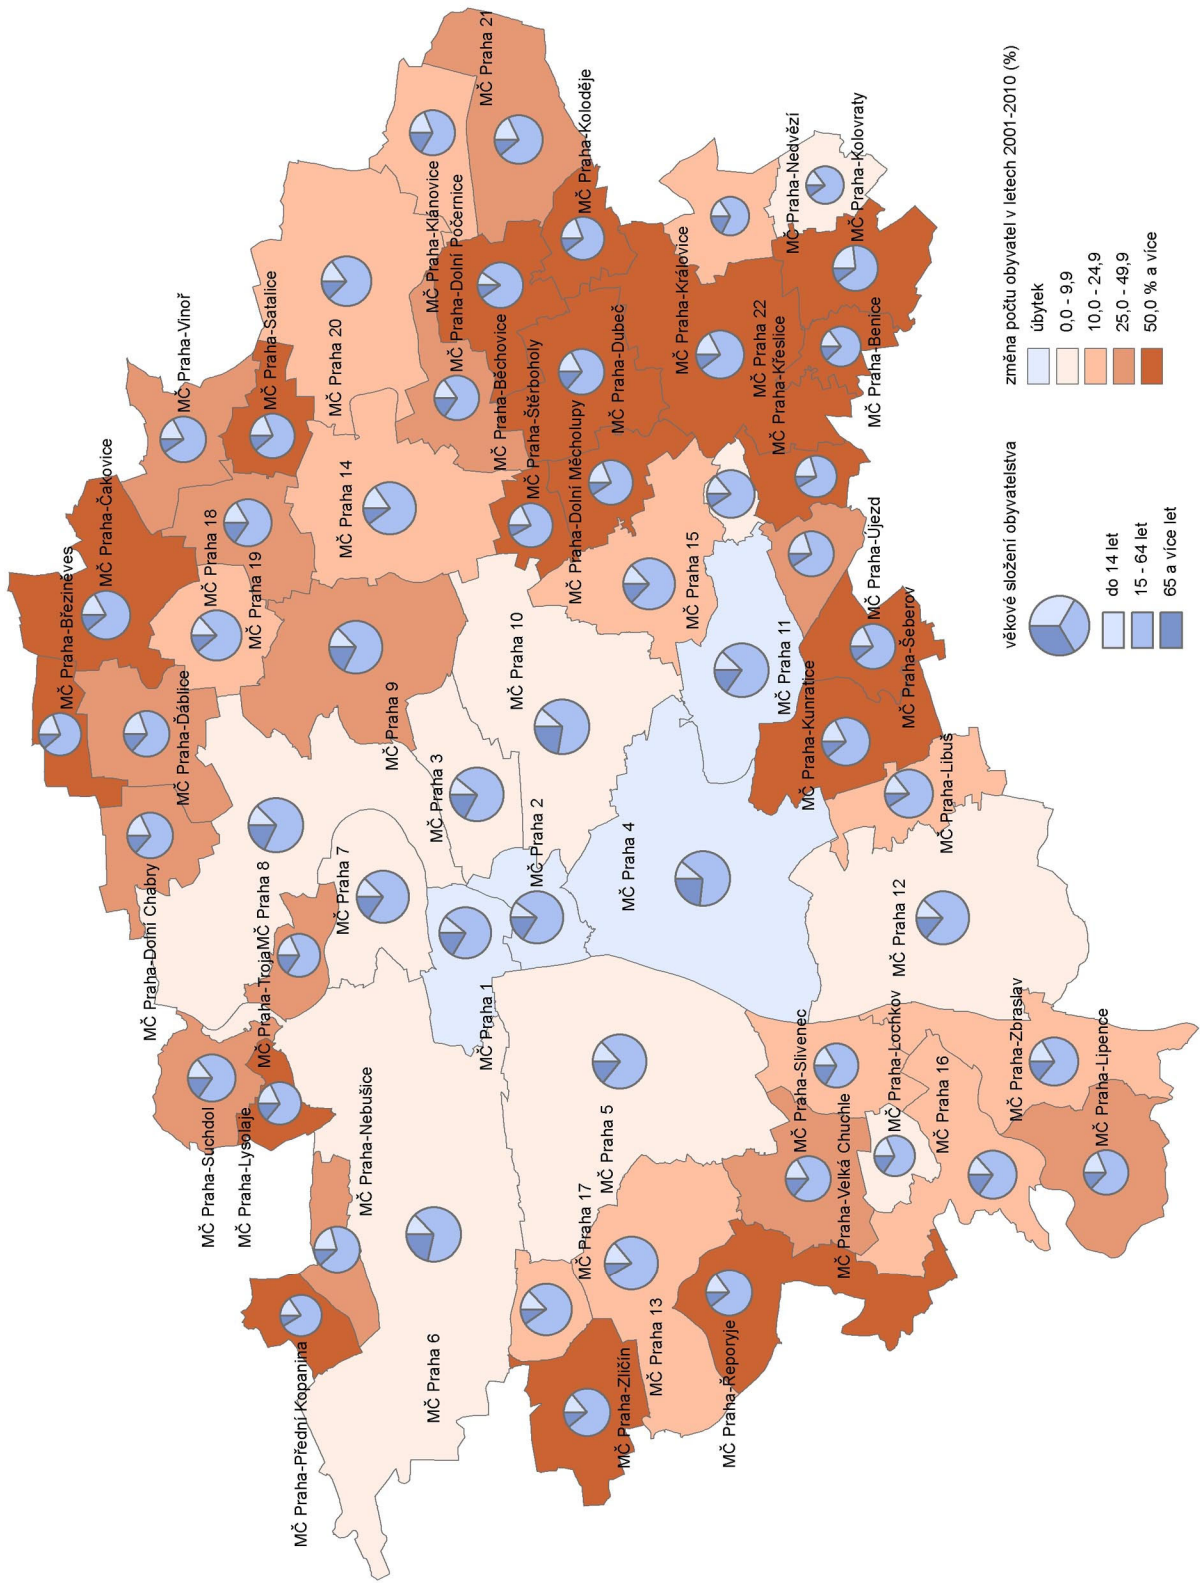 MČ Praha-Březiněves
MČ Praha-Čakovice
MČ Praha-Dolní Chabry
MČ Praha-Ďáblice
MČ Praha-Vinoř
MČ Praha-Suchdol
MČ Praha 18
MČ Praha-Lysolaje
MČ Praha 19
MČ Praha-Troja
MČ Praha 8
MČ Praha-Satalice
MČ Praha-Přední Kopanina
MČ Praha 20
MČ Praha 7
MČ Praha 14
MČ Praha-Nebušice
MČ Praha 9
MČ Praha 6
MČ Praha 3
MČ Praha-Klánovice
MČ Praha-Dolní Počernice
MČ Praha 1
MČ Praha 21
MČ Praha-Běchovice
MČ Praha 10
MČ Praha-Štěrboholy
MČ Praha 2
MČ Praha-Dolní Měcholupy
MČ Praha 17
MČ Praha-Koloděje
MČ Praha 5
MČ Praha-Dubeč
MČ Praha-Zličín
MČ Praha 4
MČ Praha 13
MČ Praha-Královice
MČ Praha 15
MČ Praha-Řeporyje
MČ Praha 22
MČ Praha-Křeslice
MČ Praha 11
MČ Praha-Nedvězí
MČ Praha-Slivenec
MČ Praha-Kunratice
MČ Praha-Velká Chuchle
MČ Praha-Kolovraty
MČ Praha-Újezd
MČ Praha-Benice
MČ Praha-Lochkov
MČ Praha 12
MČ Praha-Šeberov
MČ Praha 16
MČ Praha-Libuš
MČ Praha-Zbraslav
MČ Praha-Lipence
věkové složení obyvatelstva
do 14 let
15 - 64 let
65 a více let
změna počtu obyvatel v letech 2001-2010 (%)
úbytek
0,0 - 9,9
10,0 - 24,9
25,0 - 49,9
50,0 % a více